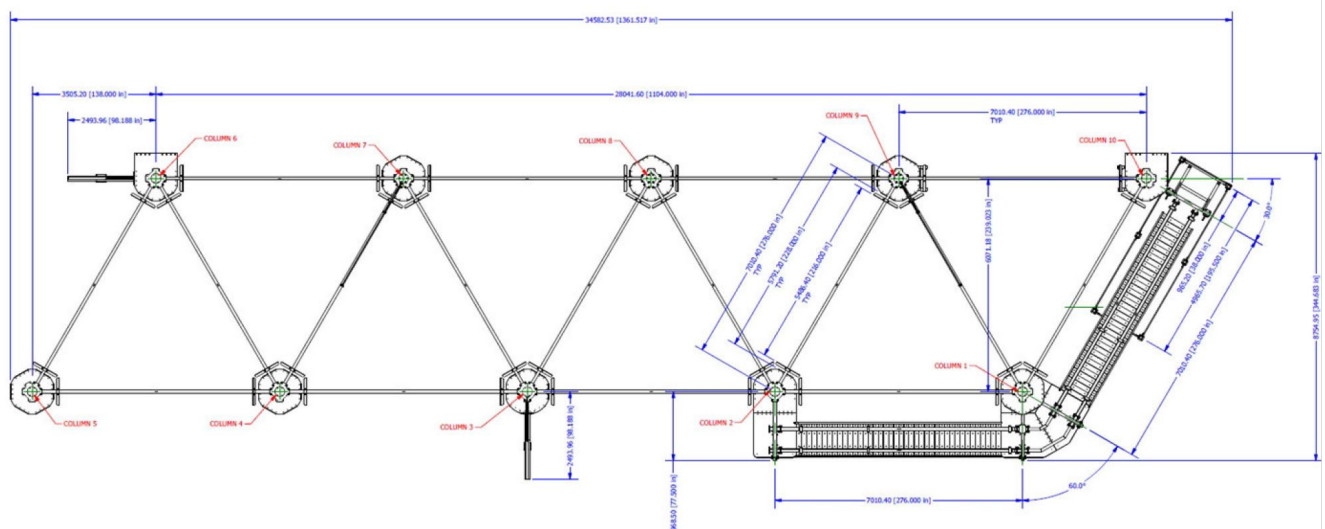 34582.53 [1361.517 in]
3505.20 [138.000 in]
28041.60 [1104.000 in]
2493.96 [98.188 in]
7010.40 [276.000 in]
TYP
COLUMN 6
COLUMN 7
COLUMN 8
COLUMN 9
COLUMN 10
7010.40 [276.000 in]
TYP
5791.20 [228.000 in]
TYP
5486.40 [216.000 in]
TYP
6071.18 [239.023 in]
30.0°
965.20 [38.000 in]
4965.70 [195.500 in]
7010.40 [276.000 in]
8754.95 [344.683 in]
COLUMN 5
COLUMN 4
COLUMN 3
COLUMN 2
COLUMN 1
2493.96 [98.188 in]
68.50 [77.500 in]
7010.40 [276.000 in]
60.0°